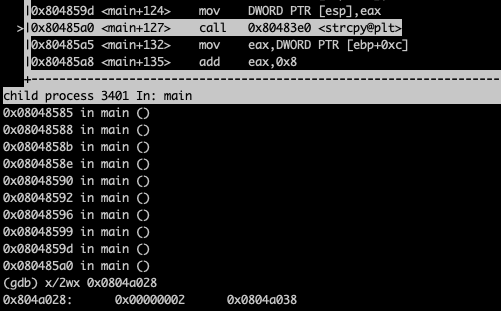 0x804859d <main+124> mov DWORD PTR [esp],eax
>|0x80485a0 <main+127> call 0x80483e0 <strcpy@plt>
0x80485a5 <main+132> mov eax,DWORD PTR [ebp+0xc]
0x80485a8 <main+135> add eax,0x8
child process 3401 In: main
0x08048585 in main ()
0x08048588 in main ()
0x0804858b in main ()
0x0804858e in main ()
0x08048590 in main ()
0x08048592 in main ()
0x08048596 in main ()
0x08048599 in main ()
0x0804859d in main ()
0x080485a0 in main ()
(gdb) x/2wx 0x0804a028
0x804a028: 0x00000002 0x0804a038